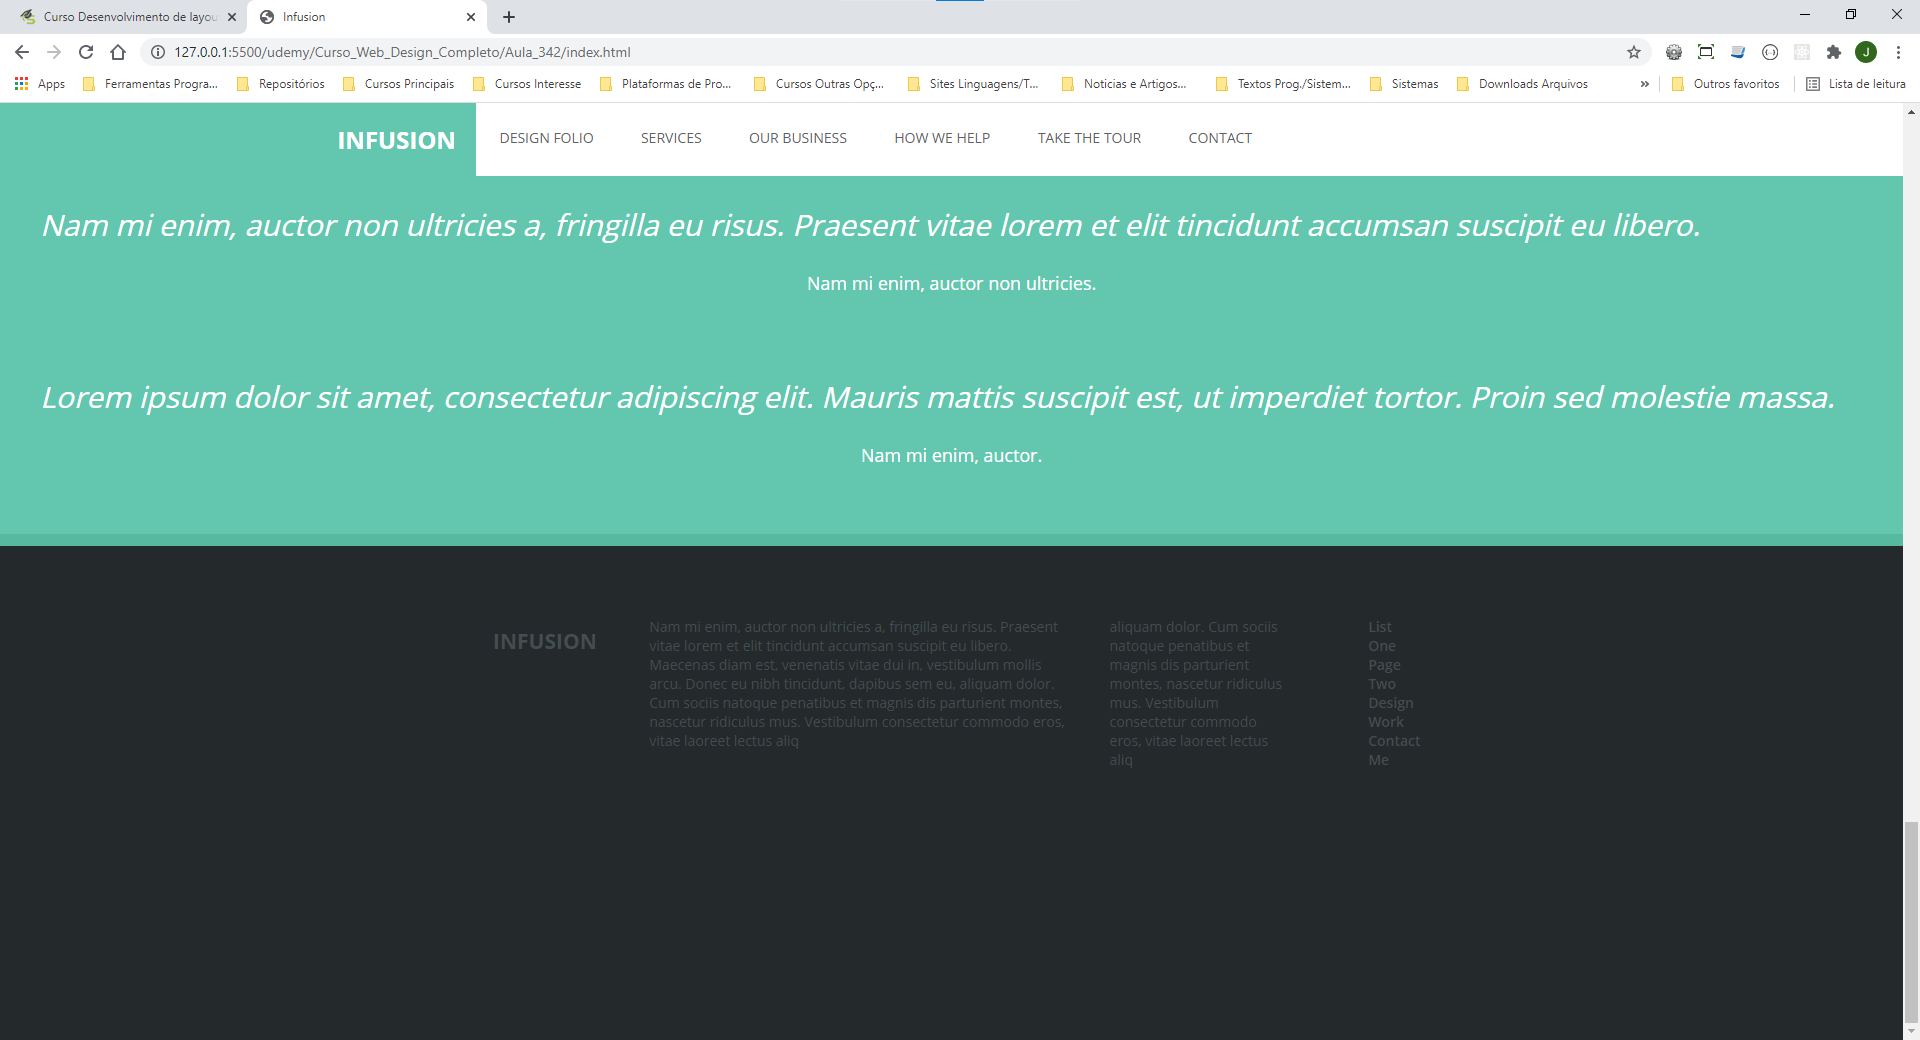 Curso Desenvolvimento de layou
Infusion
127.0.0.1:5500/udemy/Curso_Web_Design_Completo/Aula_342/index.html
J
Apps
Ferramentas Progra...
Repositórios
Cursos Principais
Cursos Interesse
Plataformas de Pro...
Cursos Outras Opç...
Sites Linguagens/T...
Noticias e Artigos...
Textos Prog./Sistem...
Sistemas
Downloads Arquivos
»
Outros favoritos
Lista de leitura
INFUSION
DESIGN FOLIO
SERVICES
OUR BUSINESS
HOW WE HELP
TAKE THE TOUR
CONTACT
Nam mi enim, auctor non ultricies a, fringilla eu risus. Praesent vitae lorem et elit tincidunt accumsan suscipit eu libero.
Nam mi enim, auctor non ultricies.
Lorem ipsum dolor sit amet, consectetur adipiscing elit. Mauris mattis suscipit est, ut imperdiet tortor. Proin sed molestie massa.
Nam mi enim, auctor.
INFUSION
Nam mi enim, auctor non ultricies a, fringilla eu risus. Praesent
vitae lorem et elit tincidunt accumsan suscipit eu libero.
Maecenas diam est, venenatis vitae dui in, vestibulum mollis
arcu. Donec eu nibh tincidunt, dapibus sem eu, aliquam dolor.
Cum sociis natoque penatibus et magnis dis parturient montes,
nascetur ridiculus mus. Vestibulum consectetur commodo eros,
vitae laoreet lectus aliq
aliquam dolor. Cum sociis
natoque penatibus et
magnis dis parturient
montes, nascetur ridiculus
mus. Vestibulum
consectetur commodo
eros, vitae laoreet lectus
aliq
List
One
Page
Two
Design
Work
Contact
Me